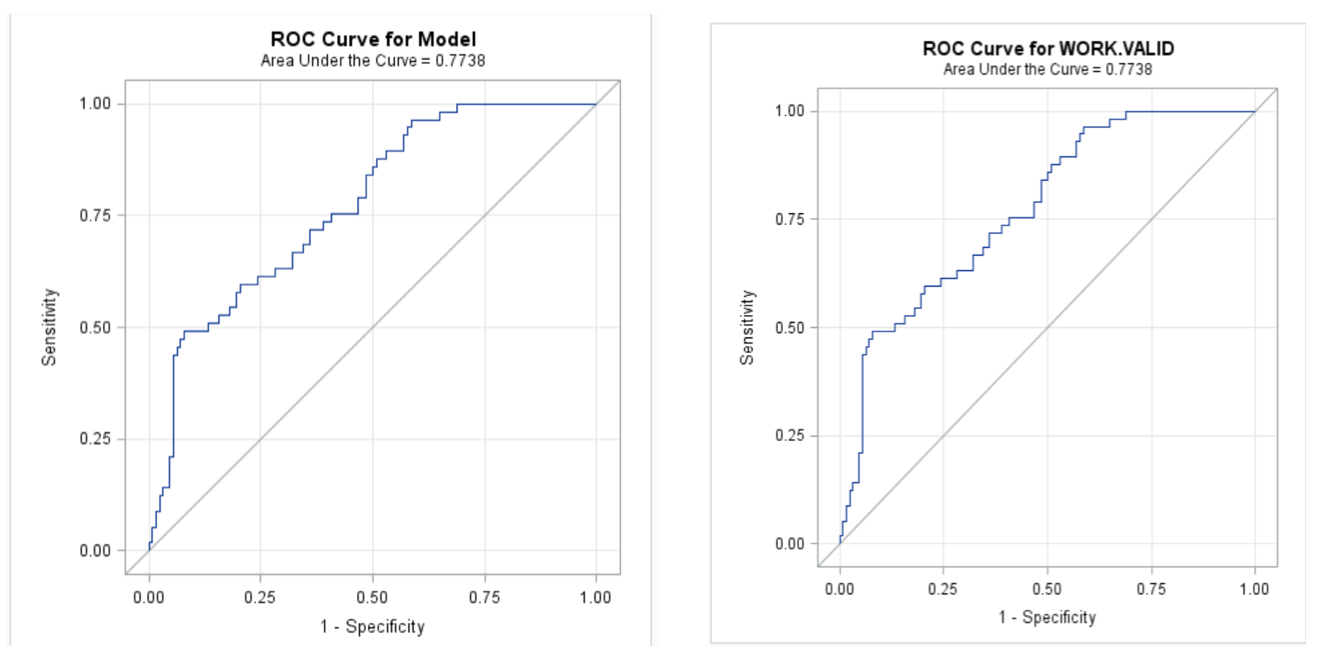 ROC Curve for Model
Area Under the Curve = 0.7738
1.00
0.75
0.50
0.25
0.00
Sensitivity
0.00 0.25 0.50 0.75 1.00
1 - Specificity
ROC Curve for WORK.VALID
Area Under the Curve = 0.7738
1.00
0.75
0.50
0.25
0.00
Sensitivity
0.00 0.25 0.50 0.75 1.00
1 - Specificity